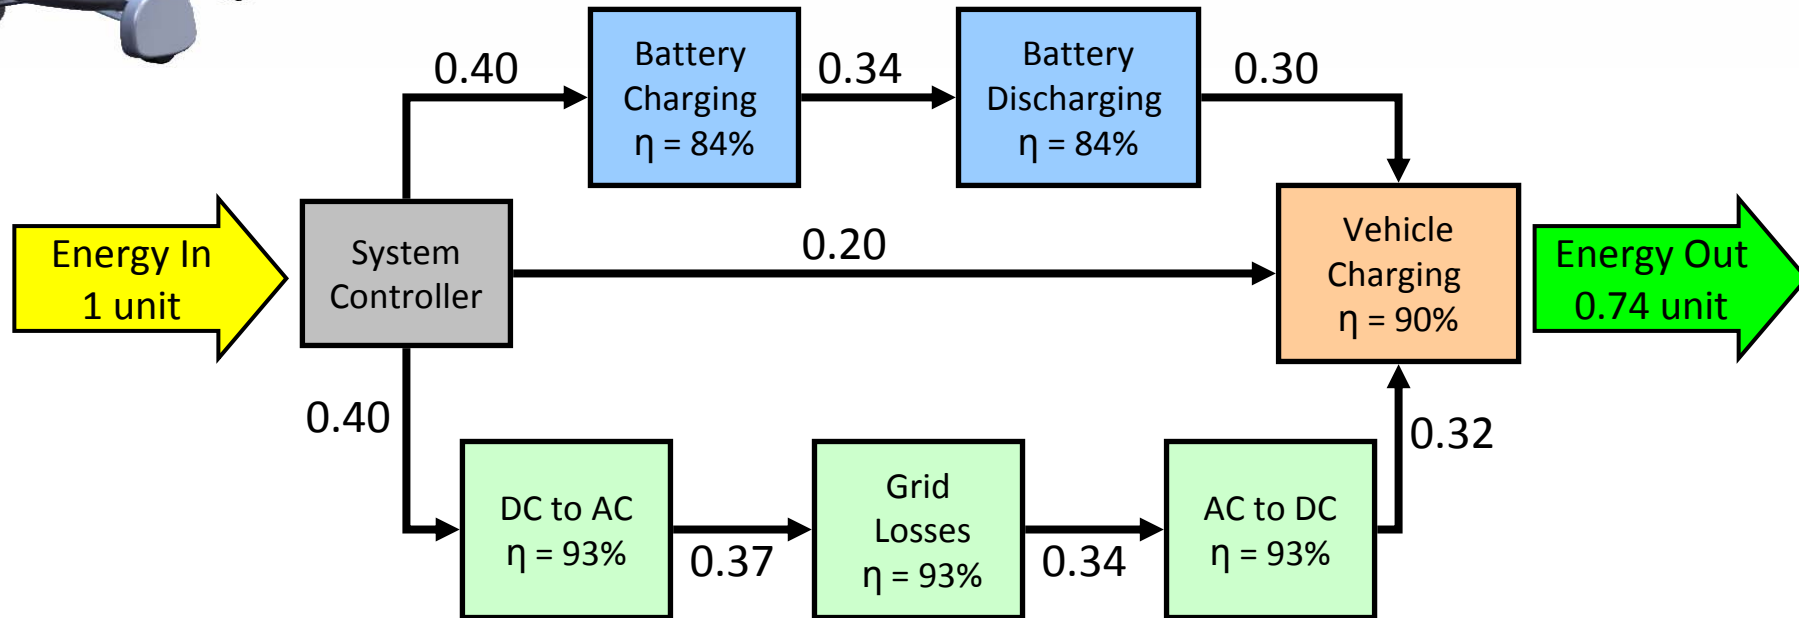 0.40
Battery
Charging
η = 84%
0.34
Battery
Discharging
η = 84%
0.30
Energy In
1 unit
System
Controller
0.20
Vehicle
Charging
η = 90%
Energy Out
0.74 unit
0.40
DC to AC
η = 93%
0.37
Grid
Losses
η = 93%
0.34
AC to DC
η = 93%
0.32